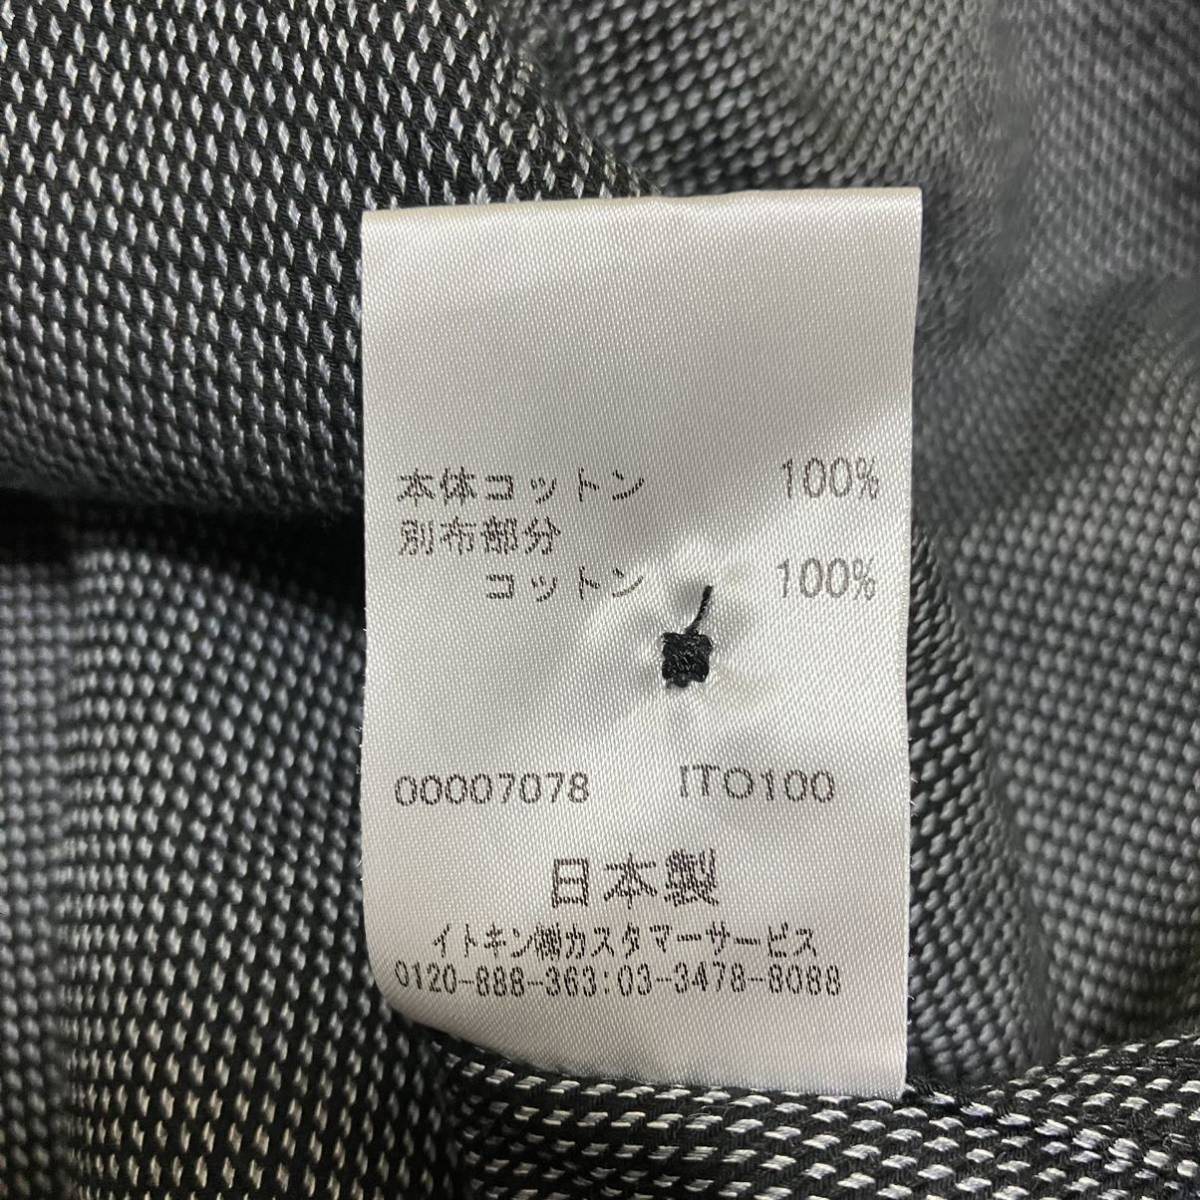 本体コットン 100%
別布部分
コットン 100%
00007078 ITO100
日本製
イトキン㈱カスタマーサービス
0120-888-363:03-3478-8088